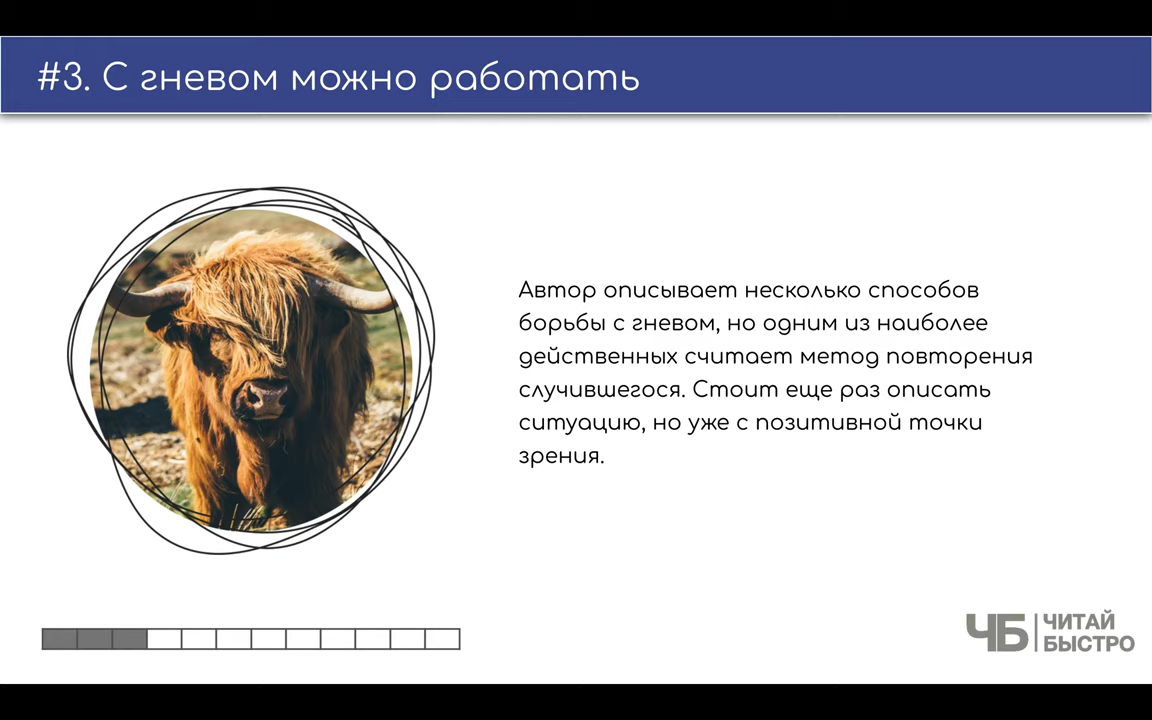 #3. С гневом можно работать
Автор описывает несколько способов
борьбы с гневом, но одним из наиболее
действенных считает метод повторения
случившегося. Стоит еще раз описать
ситуацию, но уже с позитивной точки
зрения.
ЧБ
ЧИТАЙ
БЫСТРО